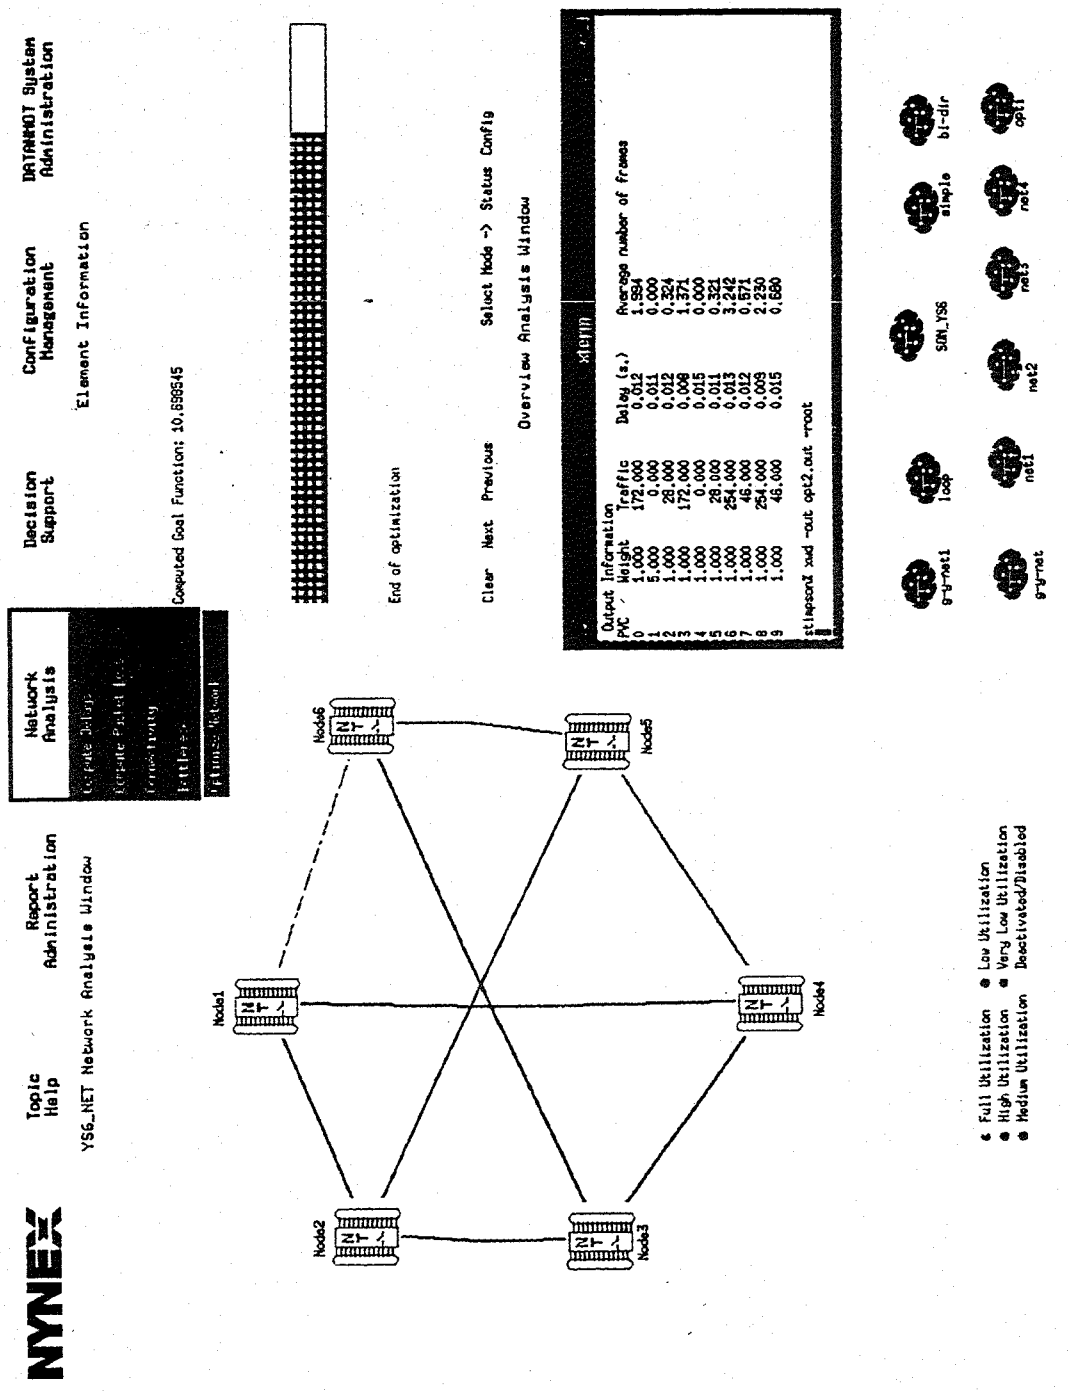 NYNEX
Topic
Help
Report
Administration
Network
Analysis
Decision
Support
Configuration
Management
DATANMOT System
Administration
YS6_NET Network Analysis Window
Element Information
Connectivity
Optimise Network
Computed Goal Function: 10.698545
Node1
Node2
Node3
Node4
Node5
Node6
End of optimization
Clear Next Previous Select Mode -> Status Config
Overview Analysis Window
xterm
Output Information
PVC Weight Traffic Delay (s.) Average number of frames
0 1.000 172.000 0.012 1.994
1 5.000 0.000 0.011 0.000
2 1.000 28.000 0.012 0.324
3 1.000 172.000 0.008 1.371
4 1.000 0.000 0.015 0.000
5 1.000 28.000 0.011 0.321
6 1.000 254.000 0.013 3.242
7 1.000 46.000 0.012 0.571
8 1.000 254.000 0.009 2.230
9 1.000 46.000 0.015 0.680
stimpson% xwd -out opt2.out -root
g-y-net1
loop
SON_YS6
simple
bi-dir
g-y-net
net1
net2
net3
net4
opti
Full Utilization
High Utilization
Medium Utilization
Low Utilization
Very Low Utilization
Deactivated/Disabled